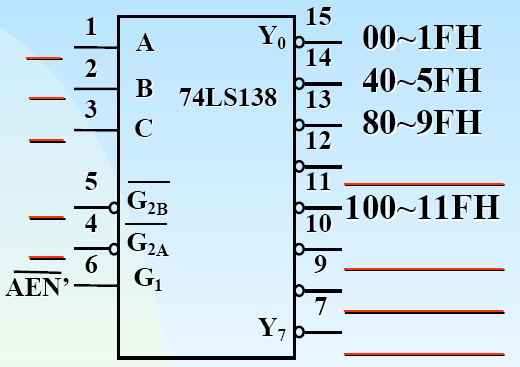 1 A Y0 15 00~1FH
2 B 14 40~5FH
3 C 74LS138 13 80~9FH
12
5 G2B 11 100~11FH
4 G2A 10
6 AEN’ G1 9
Y7 7